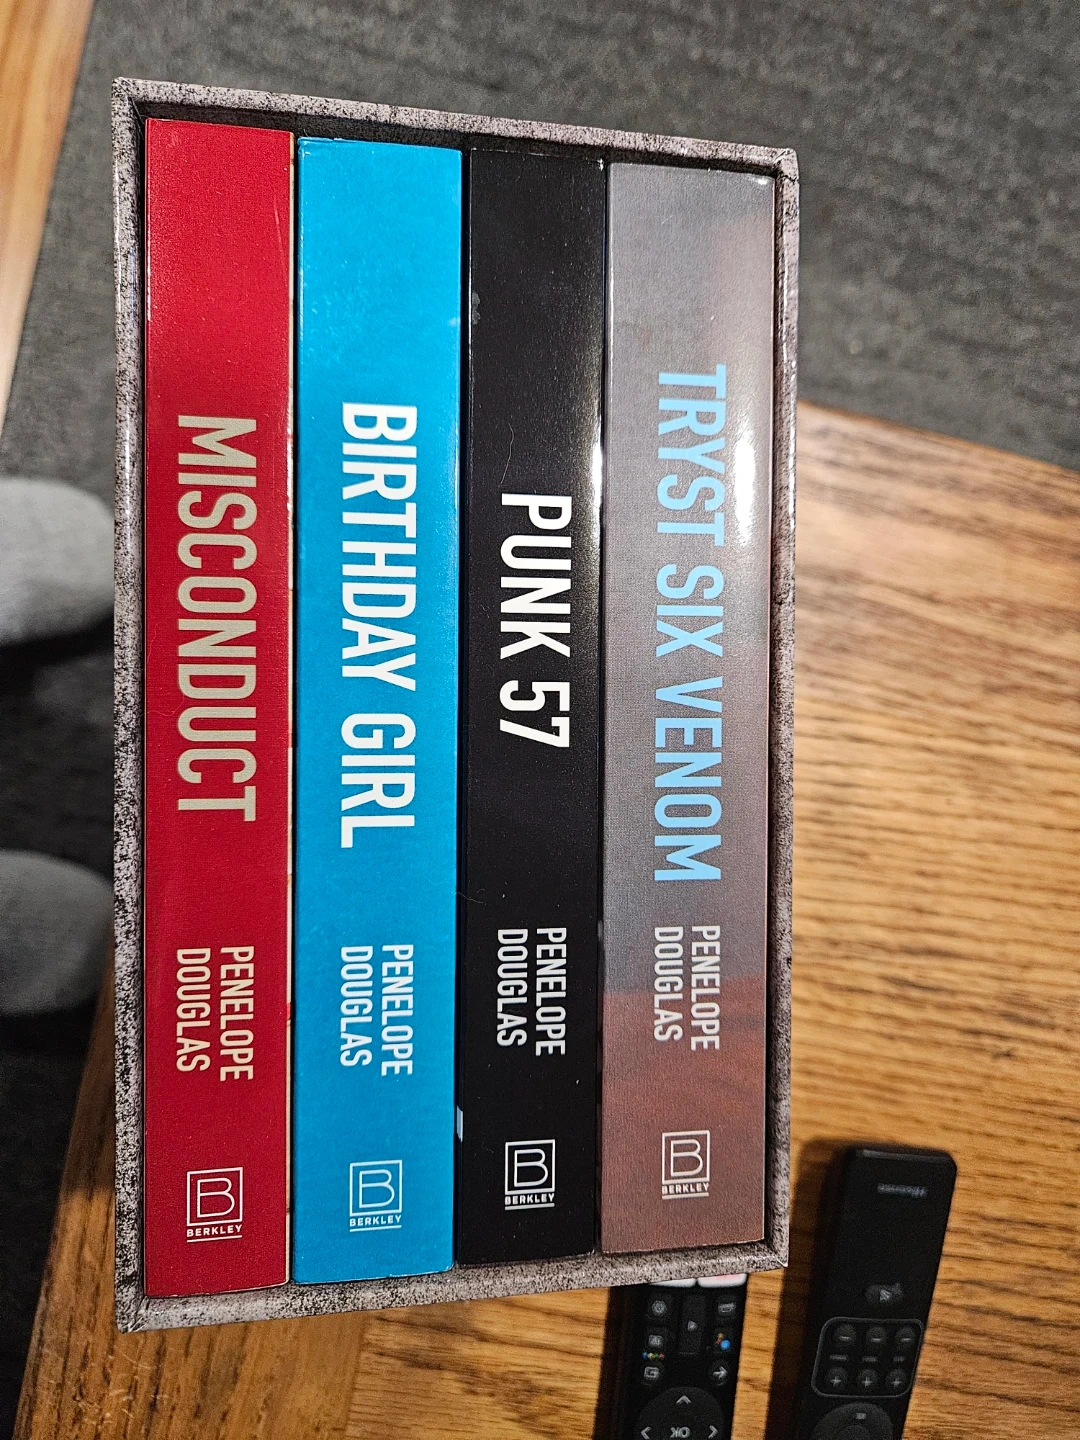 MISCONDUCT
PENELOPE
DOUGLAS
B
BERKLEY
BIRTHDAY GIRL
PENELOPE
DOUGLAS
B
BERKLEY
PUNK 57
PENELOPE
DOUGLAS
B
BERKLEY
TRYST SIX VENOM
PENELOPE
DOUGLAS
B
BERKLEY
OK
Hisense